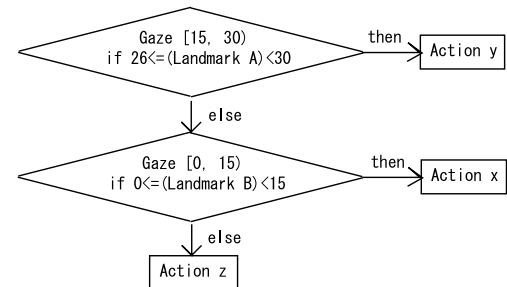 Gaze [15, 30)
if 26<=(Landmark A)<30
then
Action y
else
Gaze [0, 15)
if 0<=(Landmark B)<15
then
Action x
else
Action z